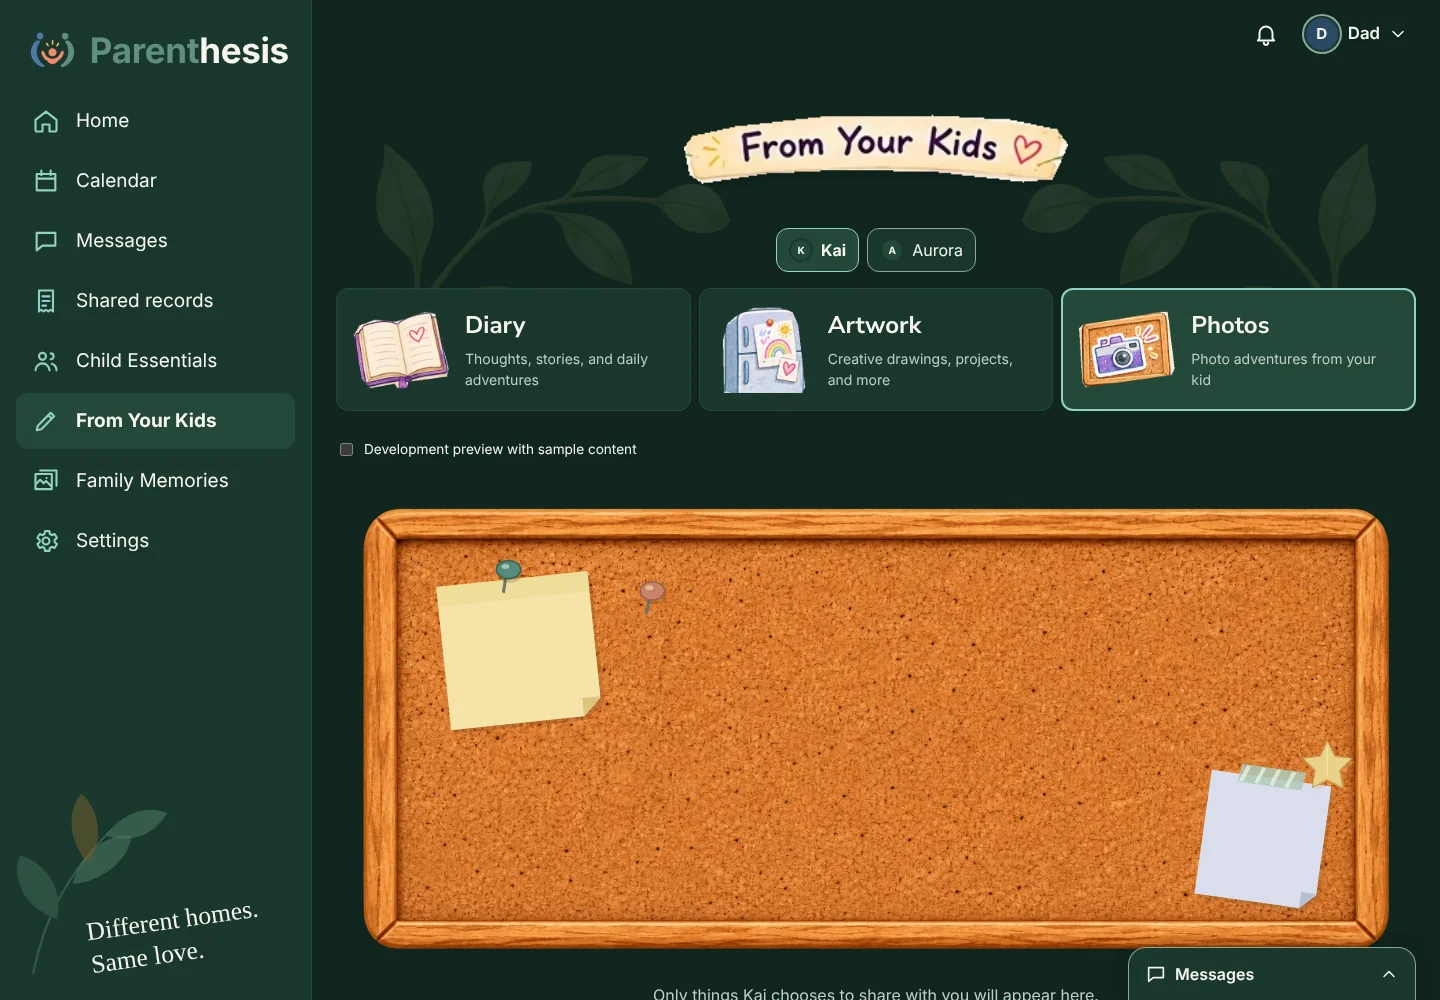 Parenthesis
D
Dad
Home
Calendar
Messages
Shared records
Child Essentials
From Your Kids
Family Memories
Settings
Different homes.
Same love.
From Your Kids
K
Kai
A
Aurora
Diary
Thoughts, stories, and daily
adventures
Artwork
Creative drawings, projects,
and more
Photos
Photo adventures from your
kid
Development preview with sample content
Only things Kai chooses to share with you will appear here.
Messages